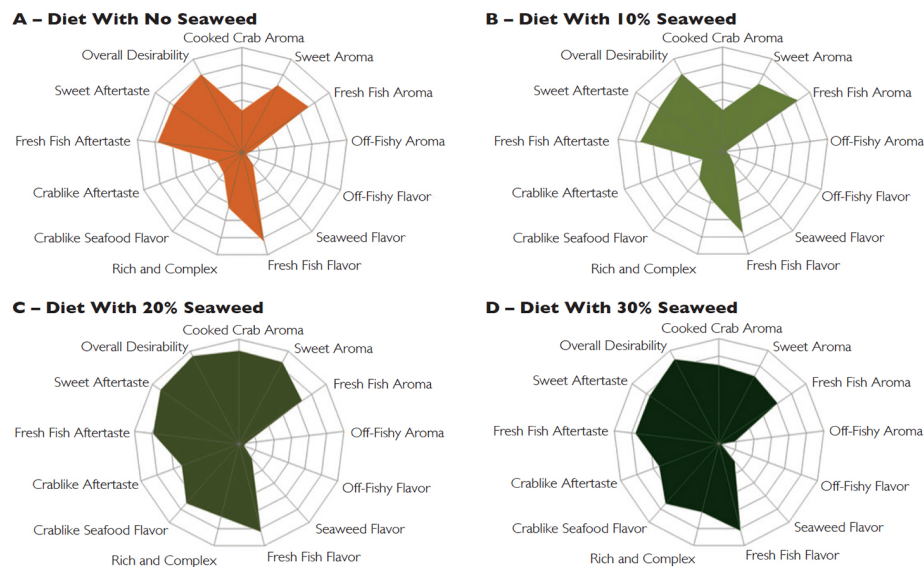 A – Diet With No Seaweed
Cooked Crab Aroma
Overall Desirability
Sweet Aroma
Sweet Aftertaste
Fresh Fish Aroma
Fresh Fish Aftertaste
Off-Fishy Aroma
Crablike Aftertaste
Off-Fishy Flavor
Crablike Seafood Flavor
Seaweed Flavor
Rich and Complex
Fresh Fish Flavor
B – Diet With 10% Seaweed
Cooked Crab Aroma
Overall Desirability
Sweet Aroma
Sweet Aftertaste
Fresh Fish Aroma
Fresh Fish Aftertaste
Off-Fishy Aroma
Crablike Aftertaste
Off-Fishy Flavor
Crablike Seafood Flavor
Seaweed Flavor
Rich and Complex
Fresh Fish Flavor
C – Diet With 20% Seaweed
Cooked Crab Aroma
Overall Desirability
Sweet Aroma
Sweet Aftertaste
Fresh Fish Aroma
Fresh Fish Aftertaste
Off-Fishy Aroma
Crablike Aftertaste
Off-Fishy Flavor
Crablike Seafood Flavor
Seaweed Flavor
Rich and Complex
Fresh Fish Flavor
D – Diet With 30% Seaweed
Cooked Crab Aroma
Overall Desirability
Sweet Aroma
Sweet Aftertaste
Fresh Fish Aroma
Fresh Fish Aftertaste
Off-Fishy Aroma
Crablike Aftertaste
Off-Fishy Flavor
Crablike Seafood Flavor
Seaweed Flavor
Rich and Complex
Fresh Fish Flavor